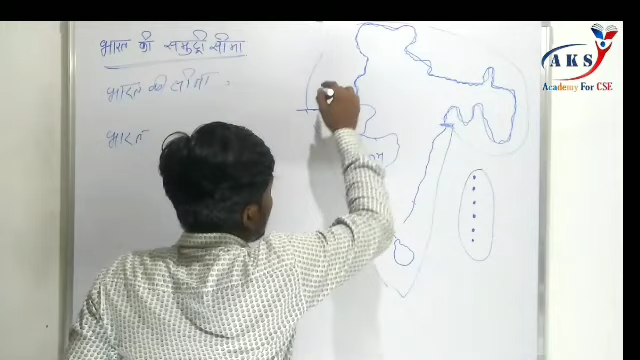 भारत की समुद्री सीमा
भारत की सीमा :
भारत
AKS
Academy For CSE